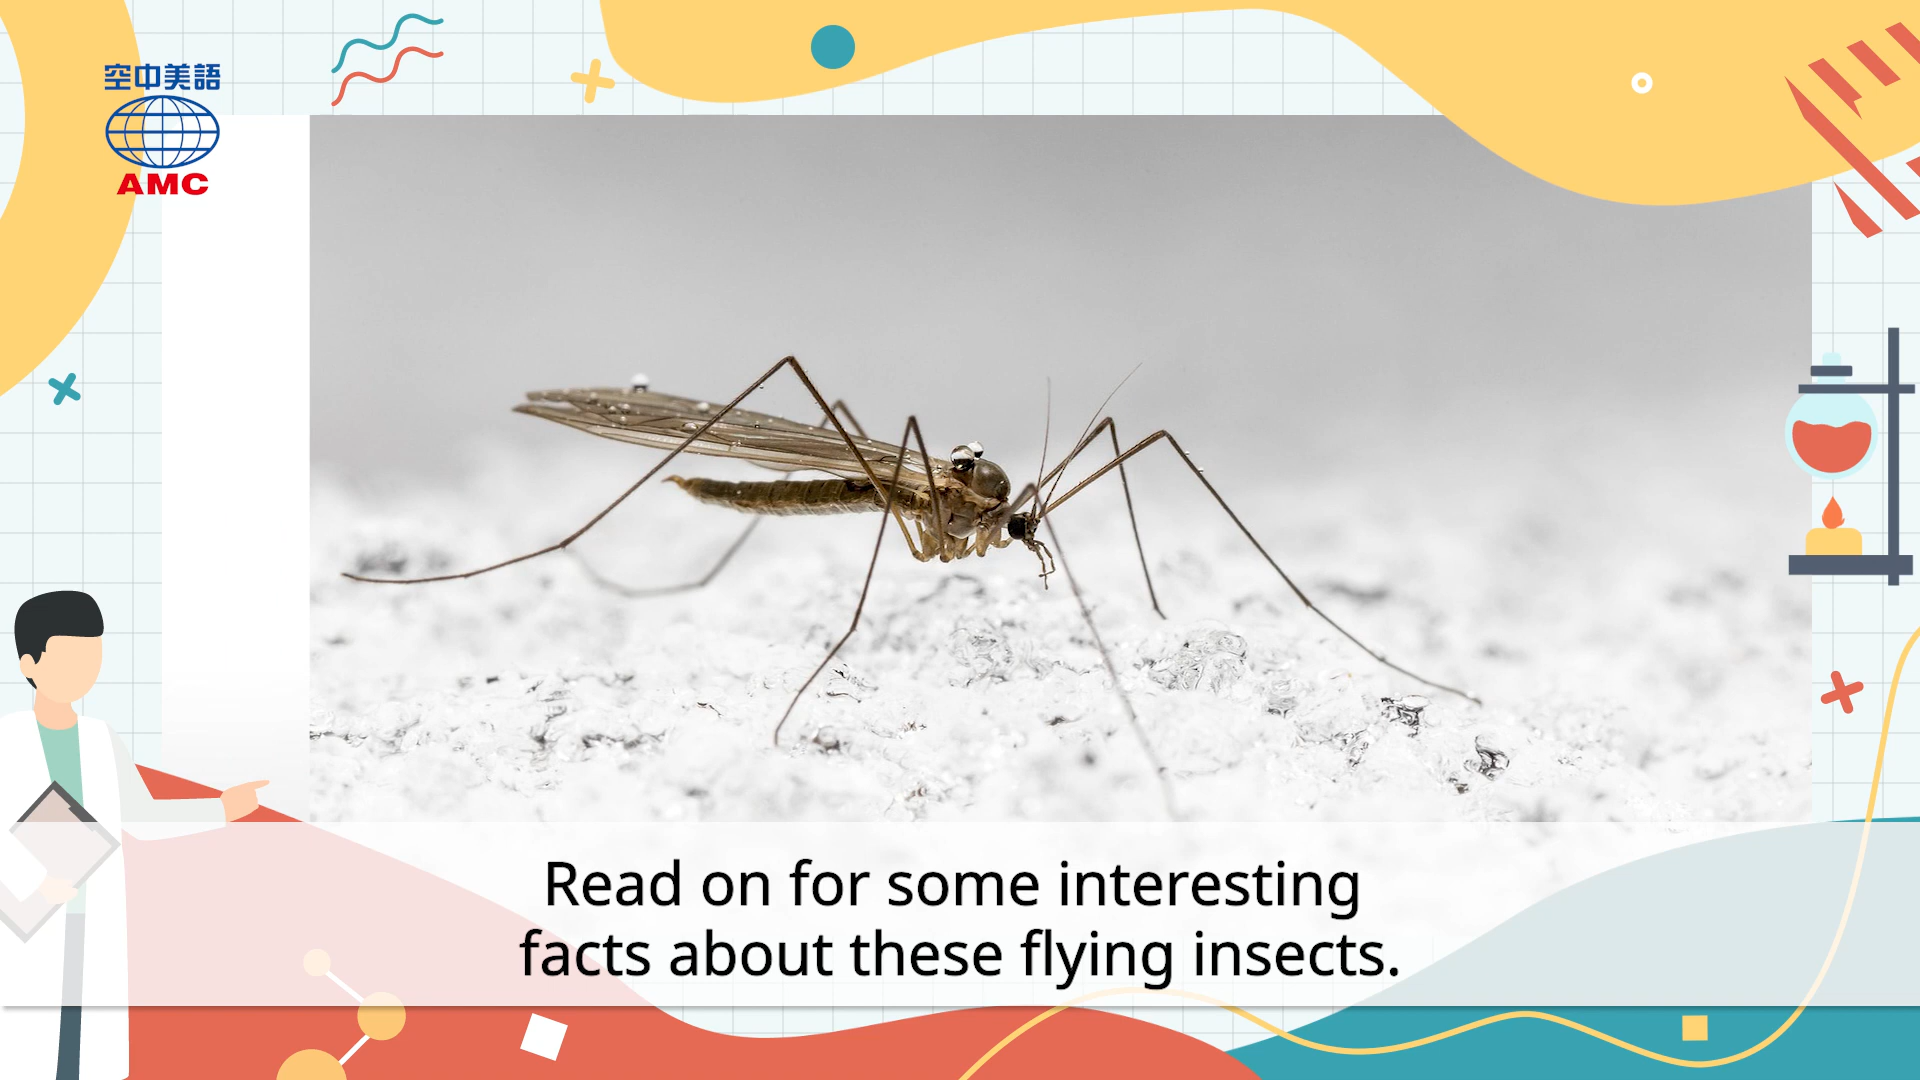 空中美語
AMC
Read on for some interesting
facts about these flying insects.